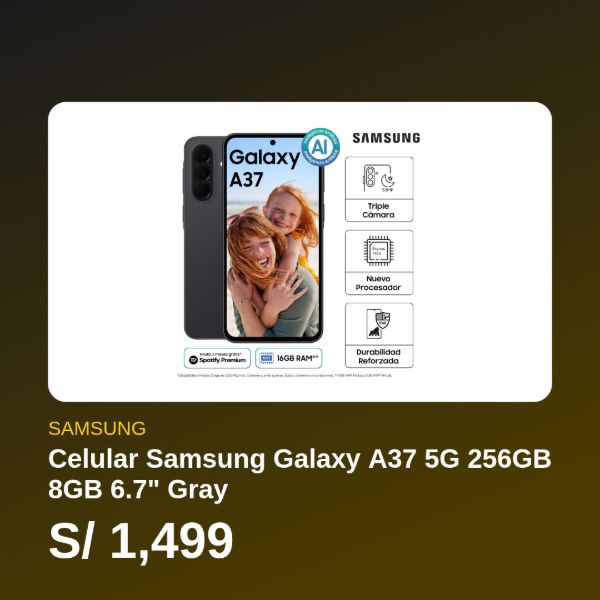 Galaxy
A37
AI
SAMSUNG
50MP
Triple
Cámara
Nuevo
Procesador
Durabilidad
Reforzada
Spotify Premium
16GB RAM**
SAMSUNG
Celular Samsung Galaxy A37 5G 256GB
8GB 6.7" Gray
S/ 1,499